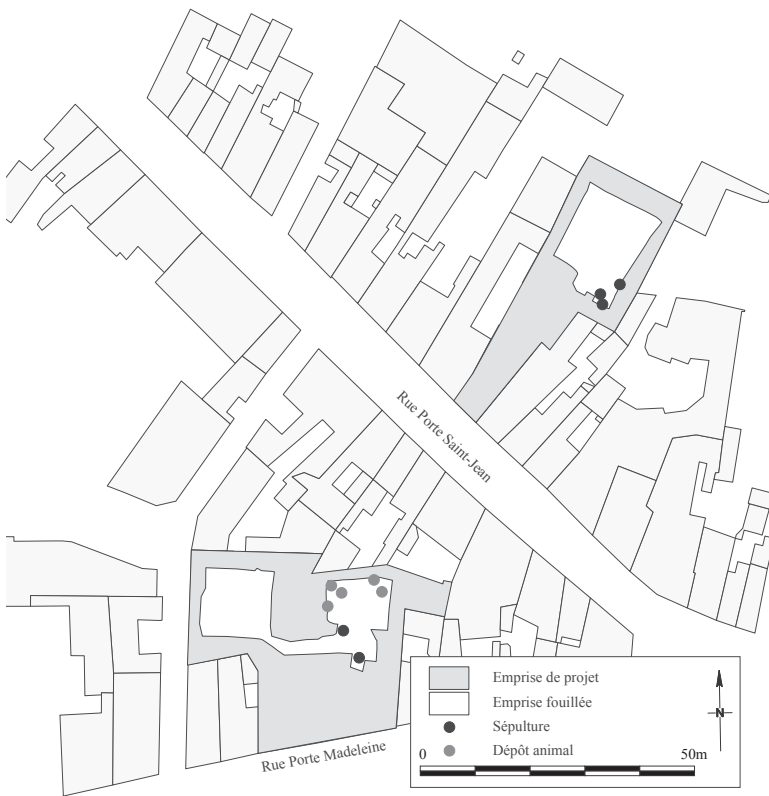 Rue Porte Saint-Jean
Rue Porte Madeleine
Emprise de projet
Emprise fouillée
Sépulture
Dépôt animal
N
0 50m